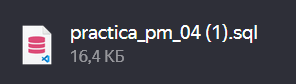 practica_pm_04 (1).sql
16,4 КБ